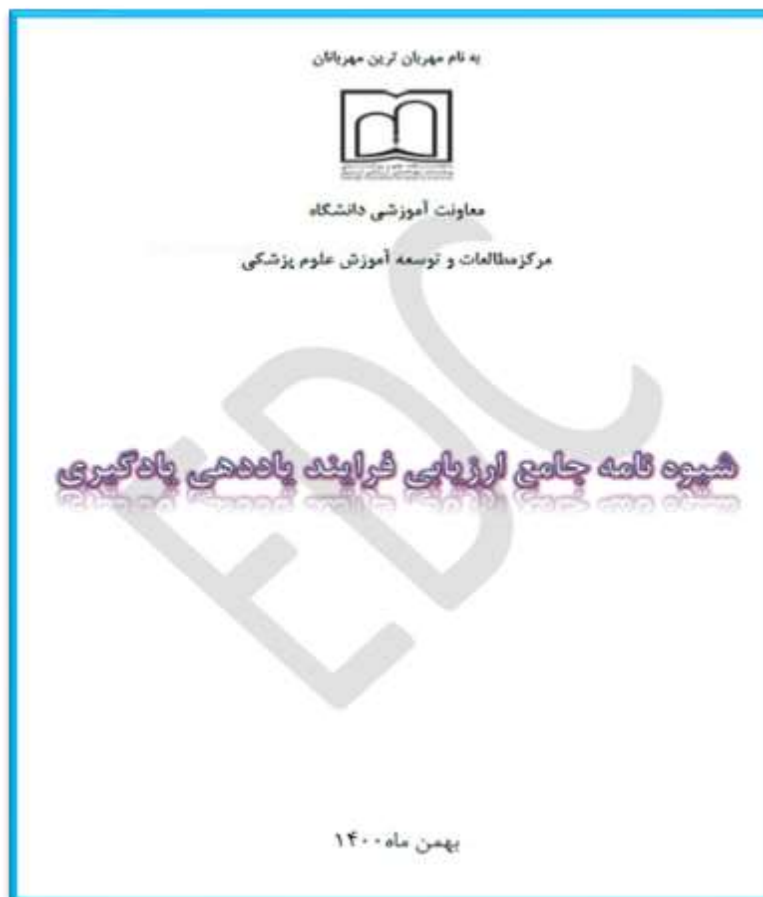 به نام مهربان ترین مهربانان
معاونت آموزشی دانشگاه
مرکزمطالعات و توسعه آموزش علوم پزشکی
EDC
شیوه نامه جامع ارزیابی فرایند یاددهی یادگیری
بهمن ماه ۱۴۰۰